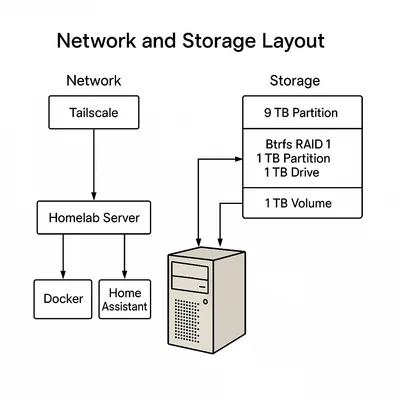 Network and Storage Layout
Network
Tailscale
Homelab Server
Docker
Home
Assistant
Storage
9 TB Partition
Btrfs RAID 1
1 TB Partition
1 TB Drive
1 TB Volume